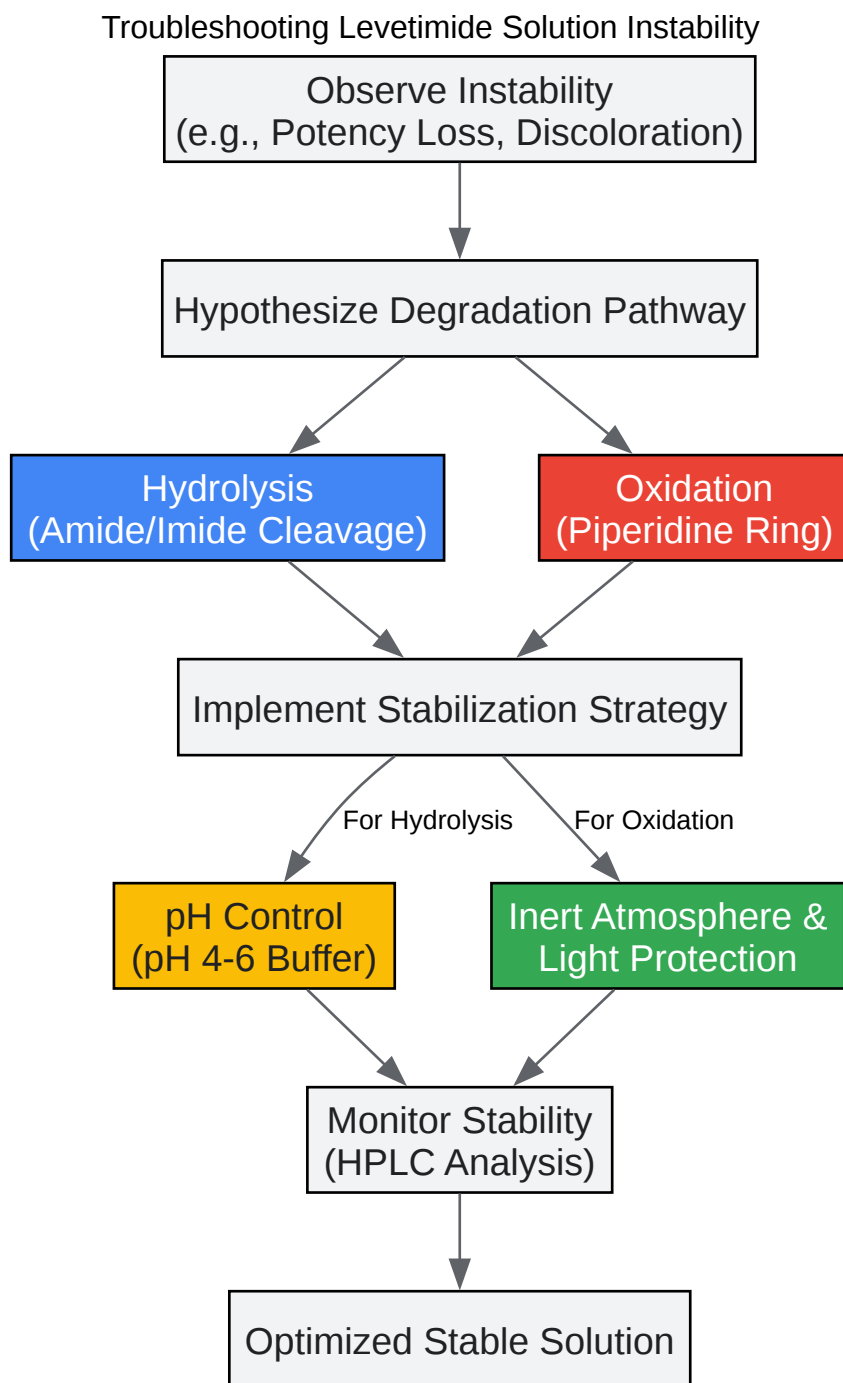 Troubleshooting Levetimide Solution Instability
Observe Instability
(e.g., Potency Loss, Discoloration)
Hypothesize Degradation Pathway
Hydrolysis
(Amide/Imide Cleavage)
Oxidation
(Piperidine Ring)
Implement Stabilization Strategy
For Hydrolysis
For Oxidation
pH Control
(pH 4-6 Buffer)
Inert Atmosphere &
Light Protection
Monitor Stability
(HPLC Analysis)
Optimized Stable Solution